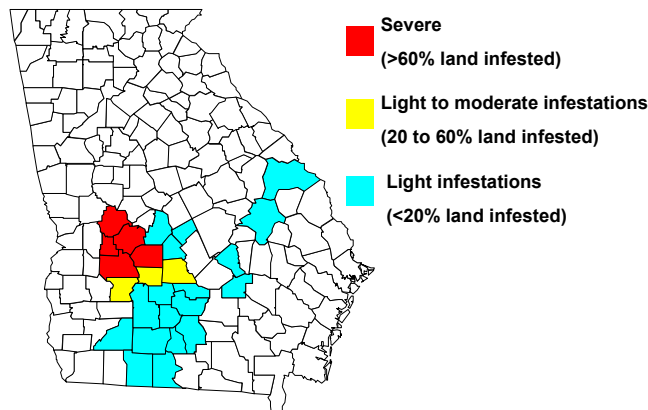 Severe
(>60% land infested)
Light to moderate infestations
(20 to 60% land infested)
Light infestations
(<20% land infested)